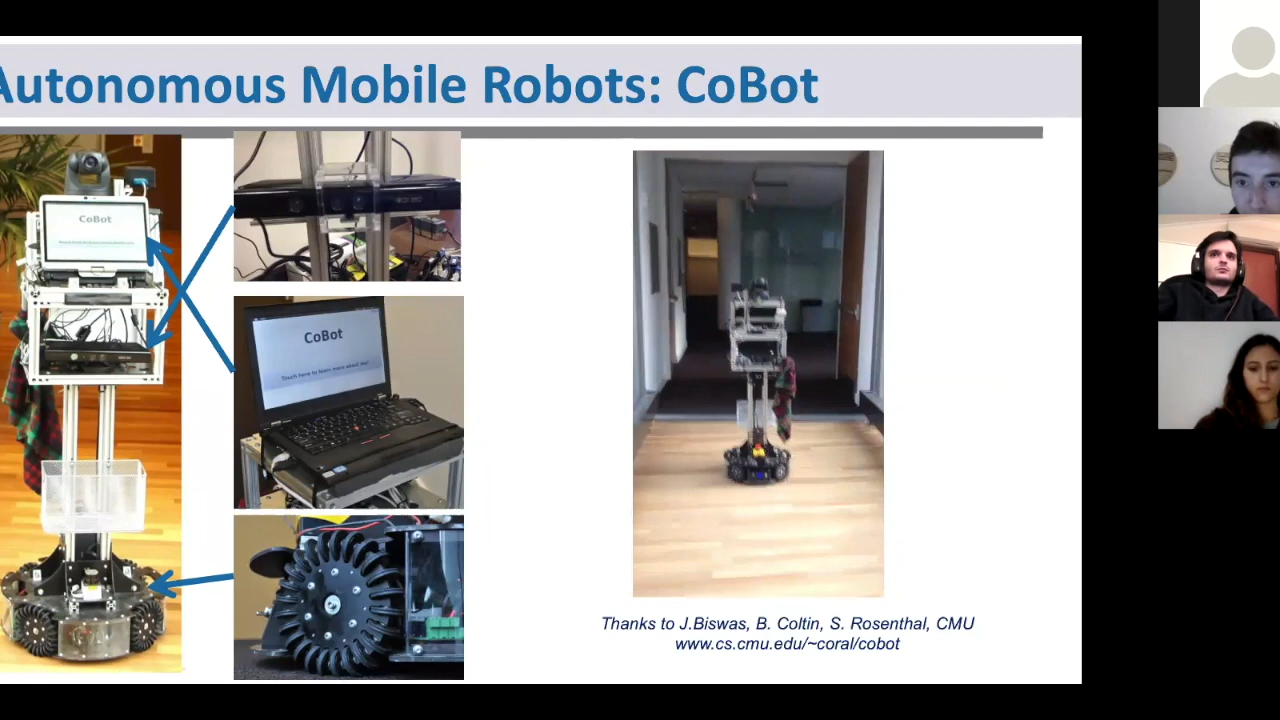 Autonomous Mobile Robots: CoBot
CoBot
CoBot
Touch here to learn more about me!
Thanks to J.Biswas, B. Coltin, S. Rosenthal, CMU
www.cs.cmu.edu/~coral/cobot